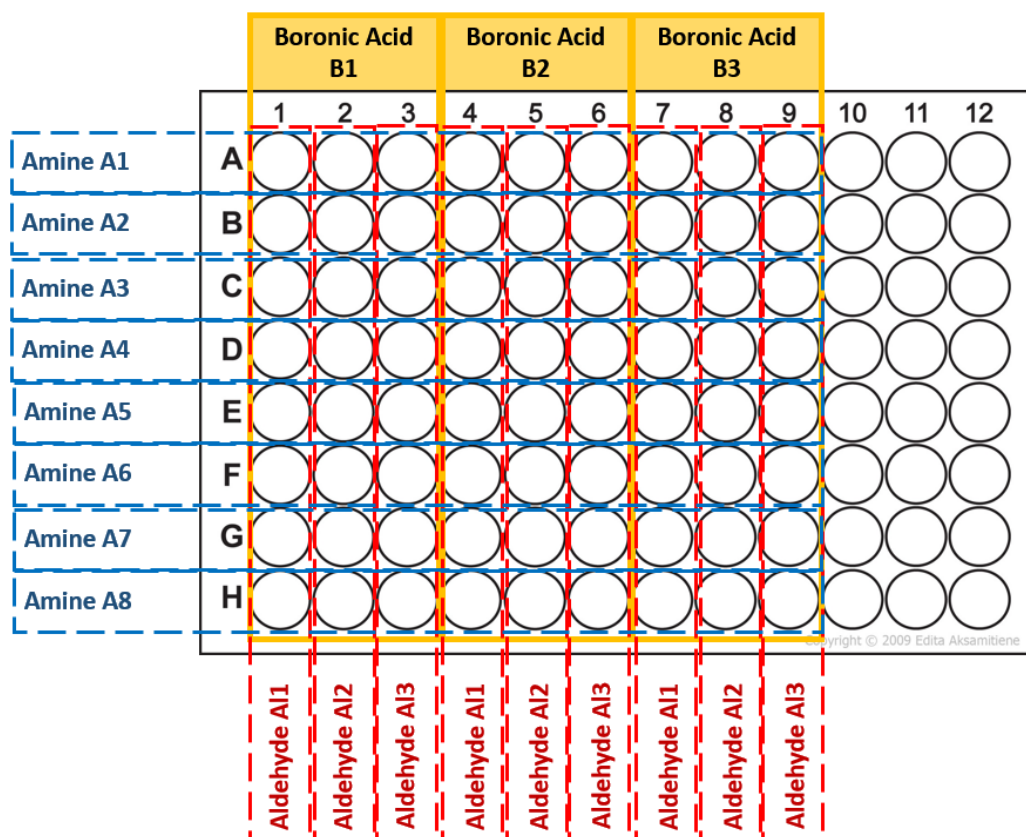 Boronic Acid
B1
Boronic Acid
B2
Boronic Acid
B3
1 2 3 4 5 6 7 8 9 10 11 12
Amine A1 A
Amine A2 B
Amine A3 C
Amine A4 D
Amine A5 E
Amine A6 F
Amine A7 G
Amine A8 H
Copyright © 2009 Edita Aksamitiene
Aldehyde Al1
Aldehyde Al2
Aldehyde Al3
Aldehyde Al1
Aldehyde Al2
Aldehyde Al3
Aldehyde Al1
Aldehyde Al2
Aldehyde Al3